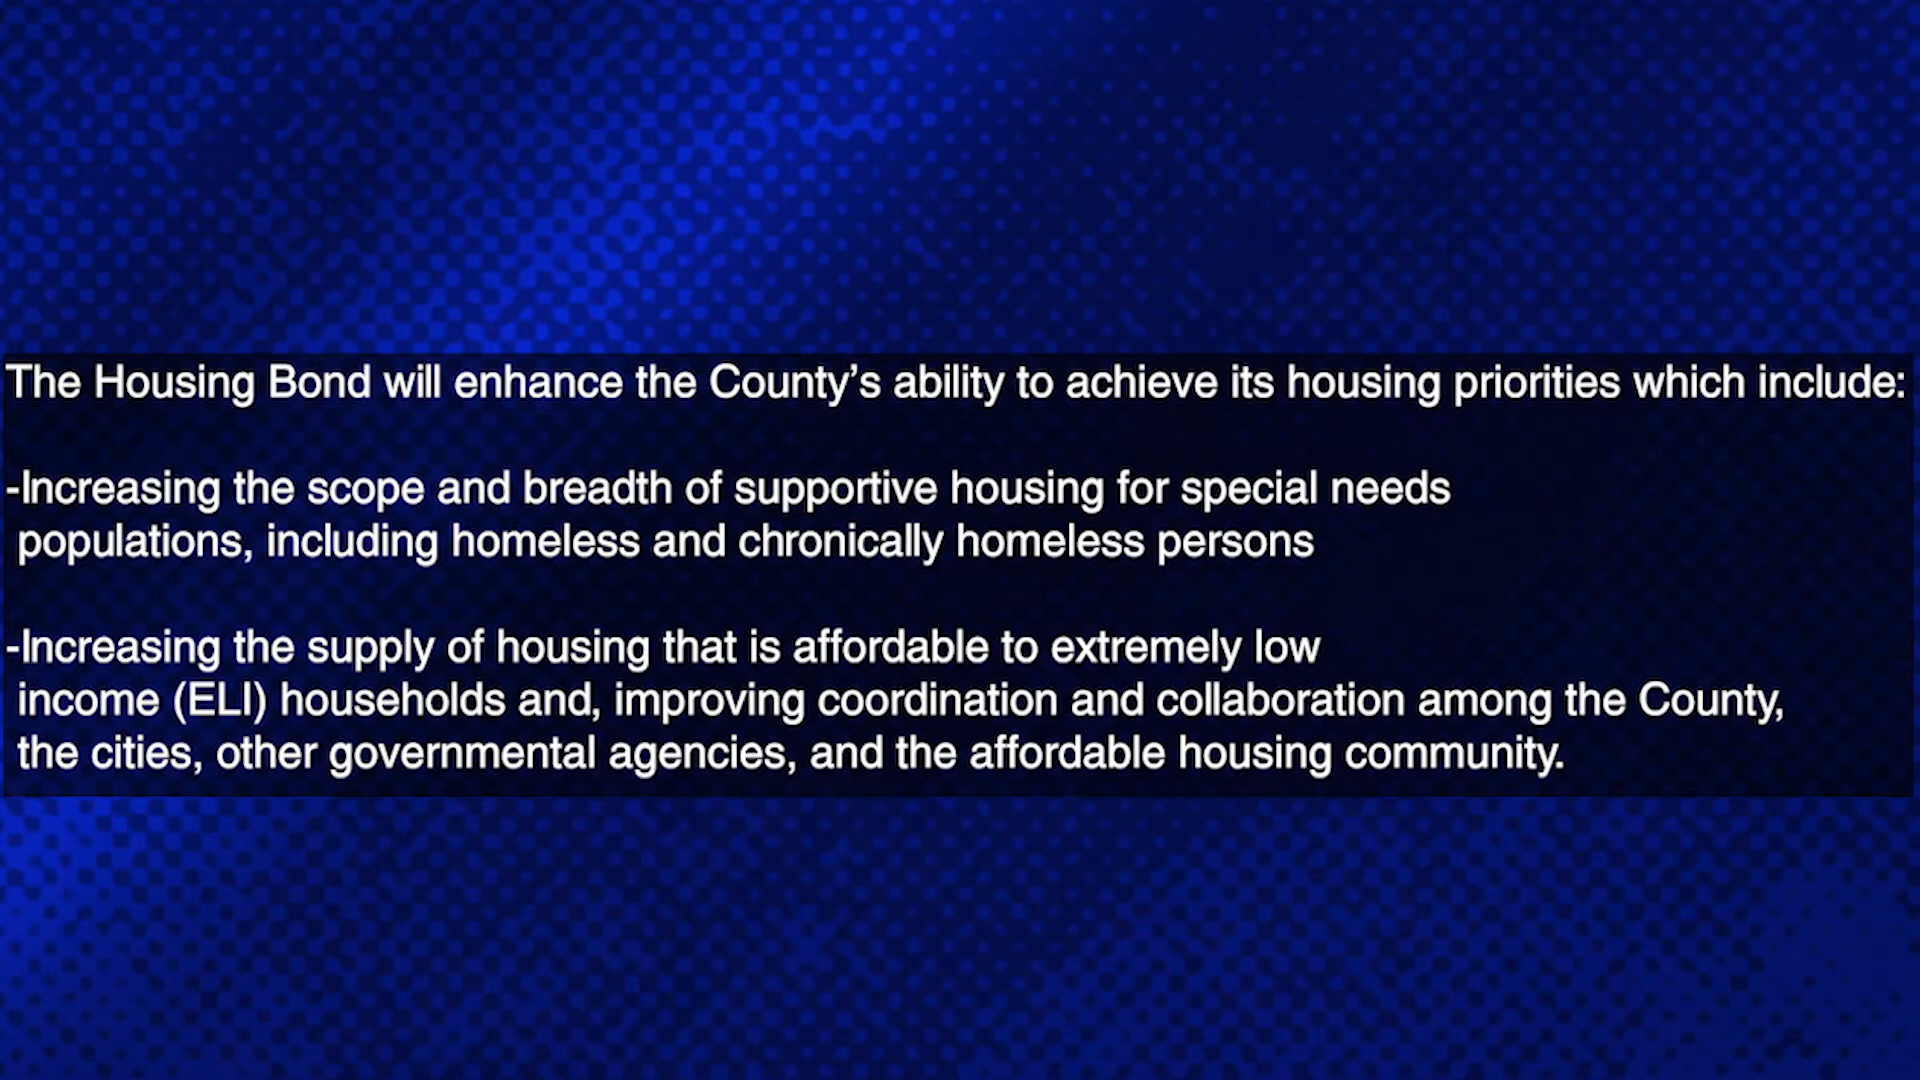 The Housing Bond will enhance the County’s ability to achieve its housing priorities which include:
-Increasing the scope and breadth of supportive housing for special needs
populations, including homeless and chronically homeless persons
-Increasing the supply of housing that is affordable to extremely low
income (ELI) households and, improving coordination and collaboration among the County,
the cities, other governmental agencies, and the affordable housing community.